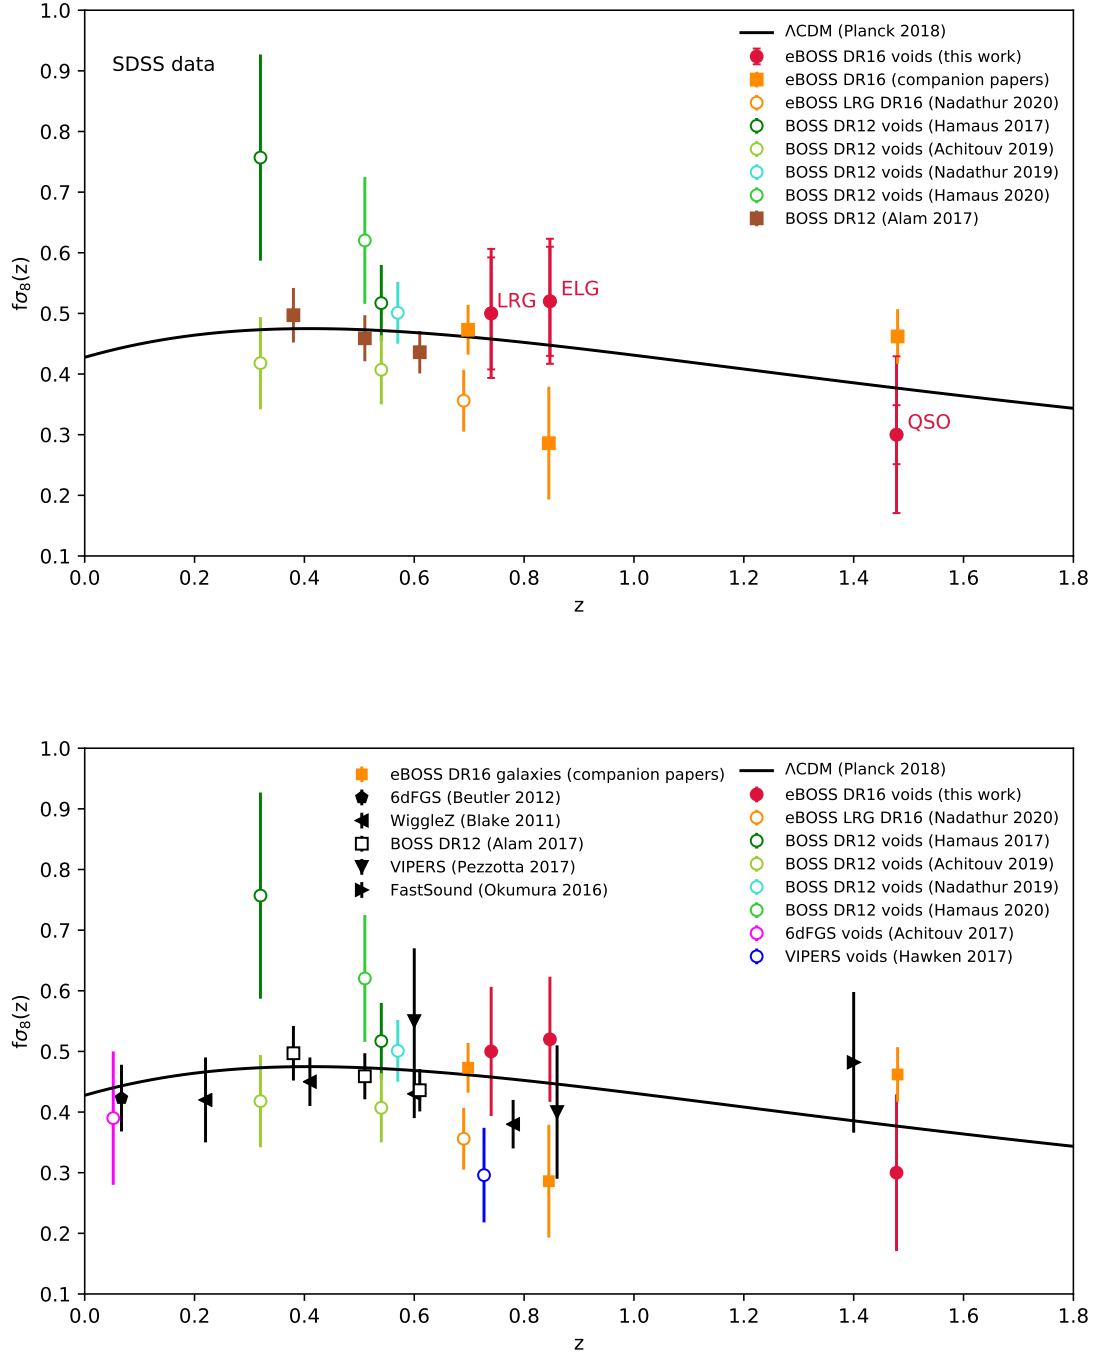 1.0
0.9
0.8
0.7
0.6
0.5
0.4
0.3
0.2
0.1
fσ8(z)
SDSS data
ΛCDM (Planck 2018)
eBOSS DR16 voids (this work)
eBOSS DR16 (companion papers)
eBOSS LRG DR16 (Nadathur 2020)
BOSS DR12 voids (Hamaus 2017)
BOSS DR12 voids (Achitouv 2019)
BOSS DR12 voids (Nadathur 2019)
BOSS DR12 voids (Hamaus 2020)
BOSS DR12 (Alam 2017)
LRG
ELG
QSO
0.0 0.2 0.4 0.6 0.8 1.0 1.2 1.4 1.6 1.8
z
1.0
0.9
0.8
0.7
0.6
0.5
0.4
0.3
0.2
0.1
fσ8(z)
eBOSS DR16 galaxies (companion papers)
6dFGS (Beutler 2012)
WiggleZ (Blake 2011)
BOSS DR12 (Alam 2017)
VIPERS (Pezzotta 2017)
FastSound (Okumura 2016)
ΛCDM (Planck 2018)
eBOSS DR16 voids (this work)
eBOSS LRG DR16 (Nadathur 2020)
BOSS DR12 voids (Hamaus 2017)
BOSS DR12 voids (Achitouv 2019)
BOSS DR12 voids (Nadathur 2019)
BOSS DR12 voids (Hamaus 2020)
6dFGS voids (Achitouv 2017)
VIPERS voids (Hawken 2017)
0.0 0.2 0.4 0.6 0.8 1.0 1.2 1.4 1.6 1.8
z